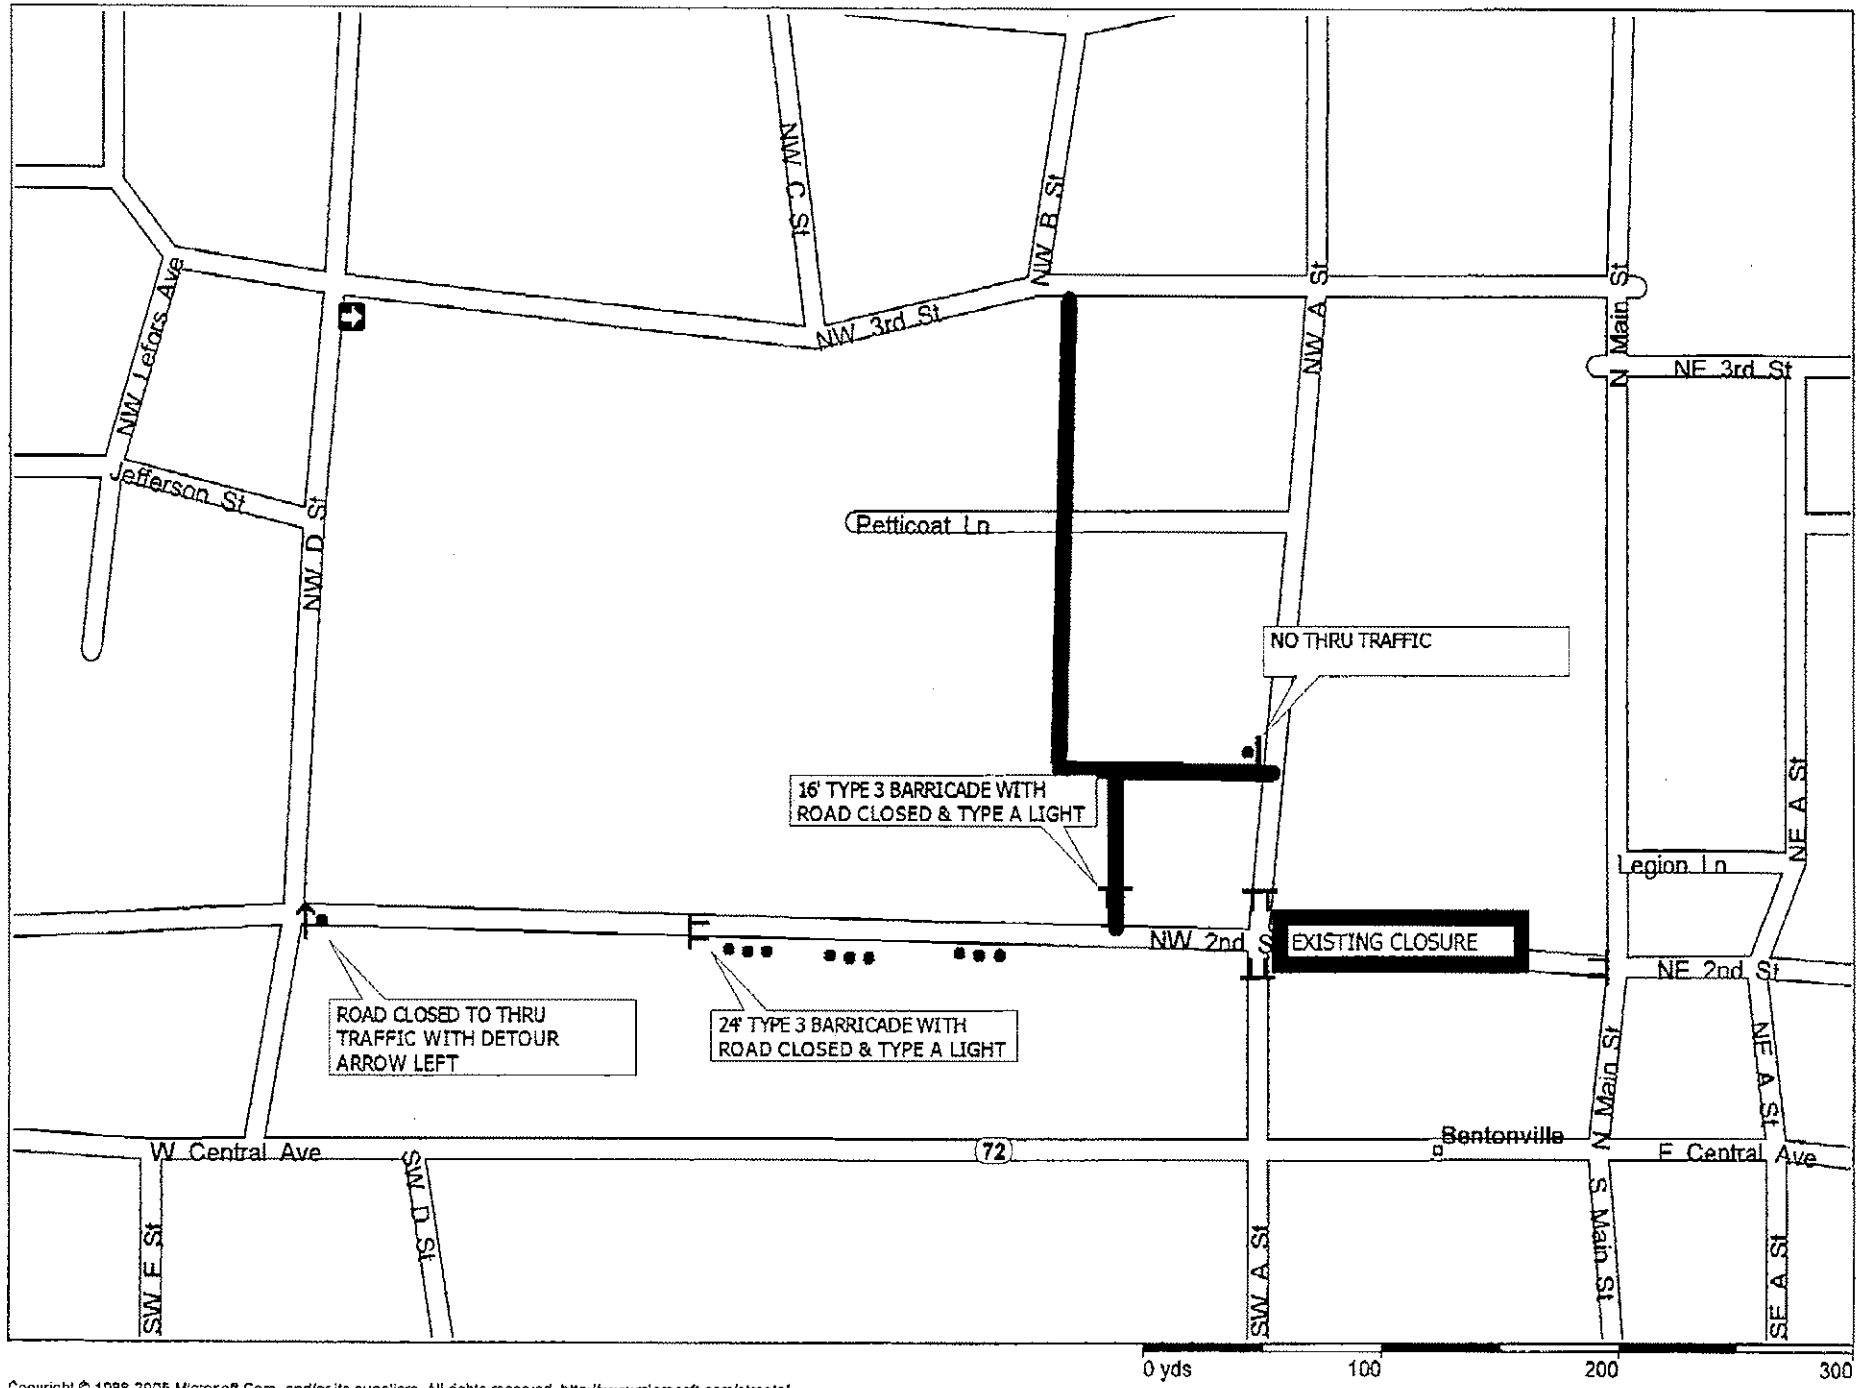 NW C St
NW B St
NW Lefors Ave
NW 3rd St
NW A St
N Main St
NE 3rd St
Jefferson St
NW D St
Petticoat Ln
NO THRU TRAFFIC
16' TYPE 3 BARRICADE WITH
ROAD CLOSED & TYPE A LIGHT
NE A St
Legion Ln
NW 2nd S
EXISTING CLOSURE
NE 2nd St
ROAD CLOSED TO THRU
TRAFFIC WITH DETOUR
ARROW LEFT
24' TYPE 3 BARRICADE WITH
ROAD CLOSED & TYPE A LIGHT
N Main St
NE A St
W Central Ave
72
Bentonville
E Central Ave
SW E St
SW D St
SW A St
S Main St
SE A St
0 yds
100
200
300